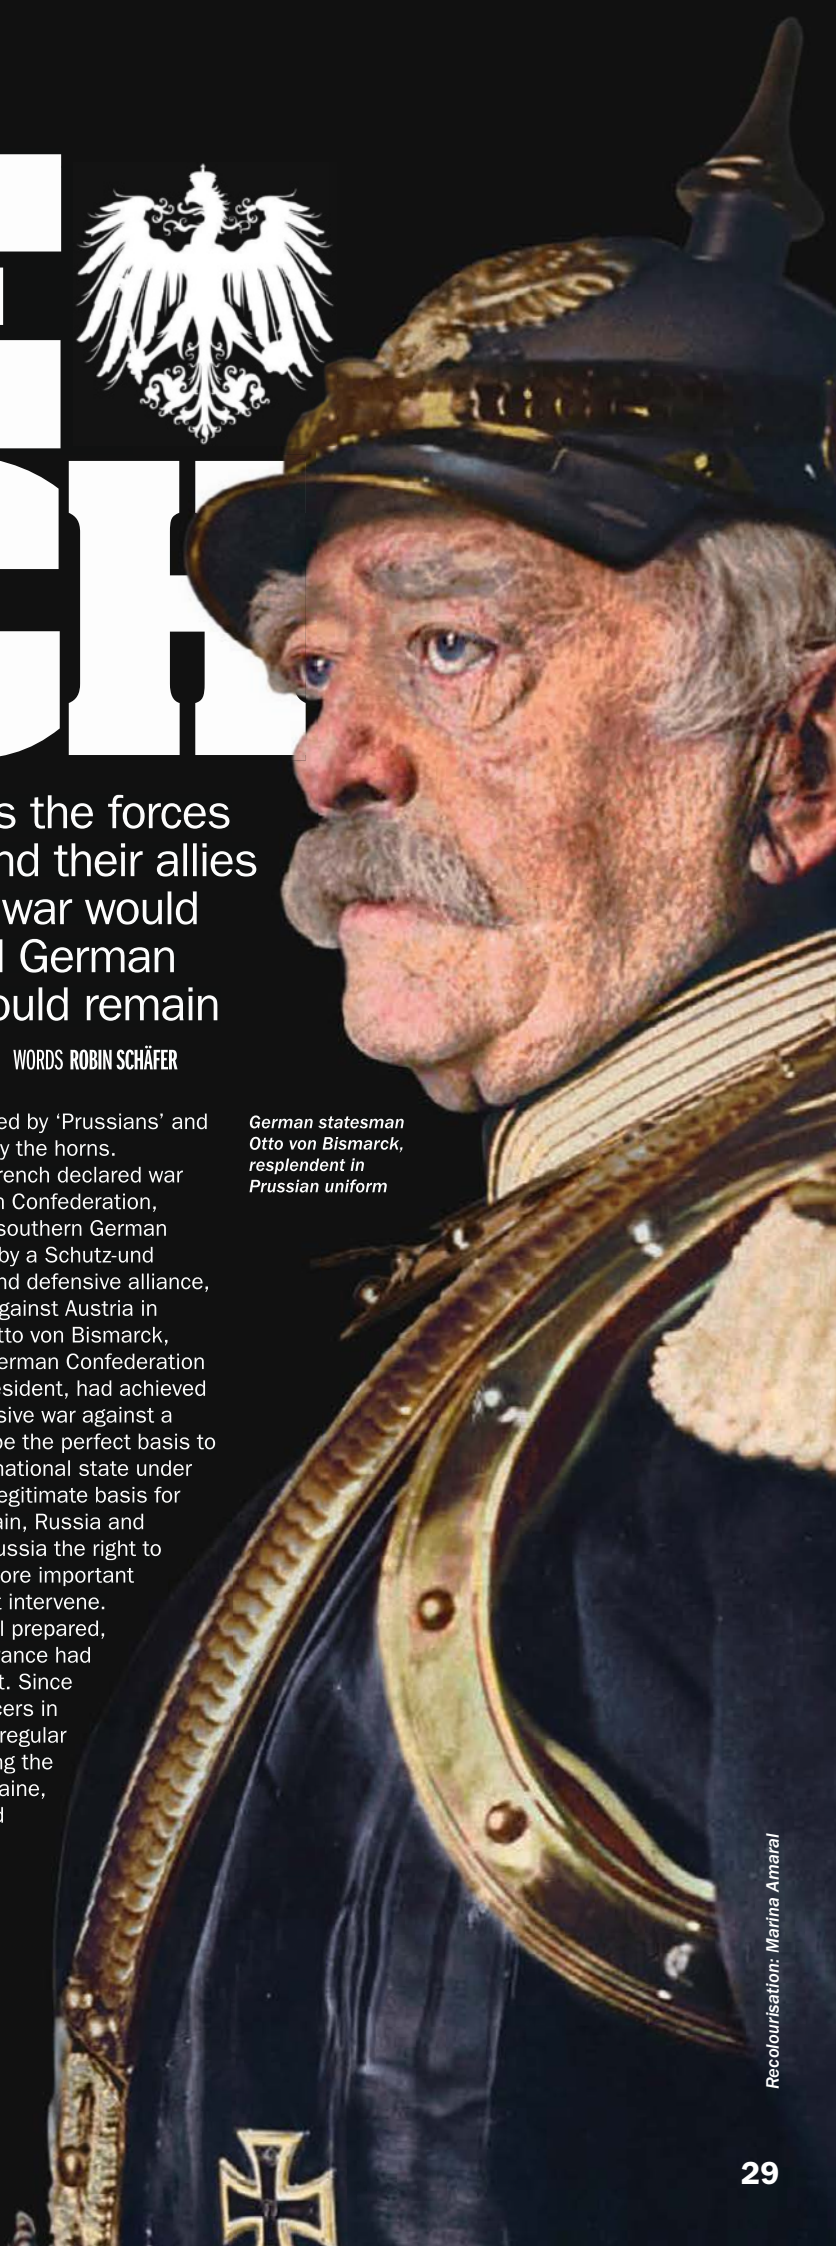 CH
s the forces
nd their allies
war would
German
ould remain
WORDS ROBIN SCHÄFER
ed by ‘Prussians’ and
y the horns.
rench declared war
n Confederation,
southern German
by a Schutz-und
nd defensive alliance,
gainst Austria in
tto von Bismarck,
erman Confederation
esident, had achieved
sive war against a
be the perfect basis to
national state under
egitimate basis for
ain, Russia and
ussia the right to
ore important
t intervene.
l prepared,
rance had
t. Since
cers in
regular
ng the
aine,
d
German statesman
Otto von Bismarck,
resplendent in
Prussian uniform
Recolourisation: Marina Amaral
29